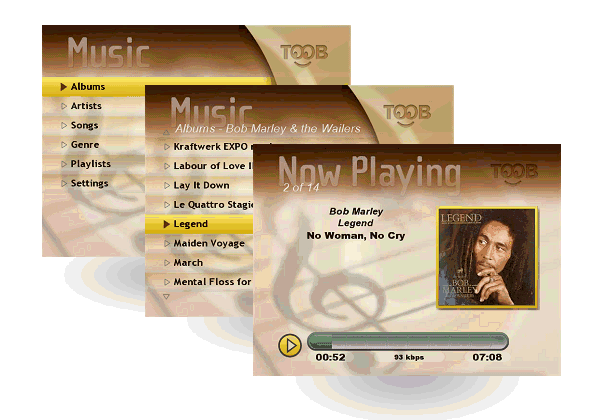 Music
TOOB
Albums
Artists
Songs
Genre
Playlists
Settings
Music
TOOB
Albums - Bob Marley & the Wailers
Kraftwerk EXPO
Labour of Love I
Lay It Down
Le Quattro Stagi
Legend
Maiden Voyage
March
Mental Floss for
Now Playing
TOOB
2 of 14
Bob Marley
Legend
No Woman, No Cry
LEGEND
BOB
MARLEY
00:52
93 kbps
07:08